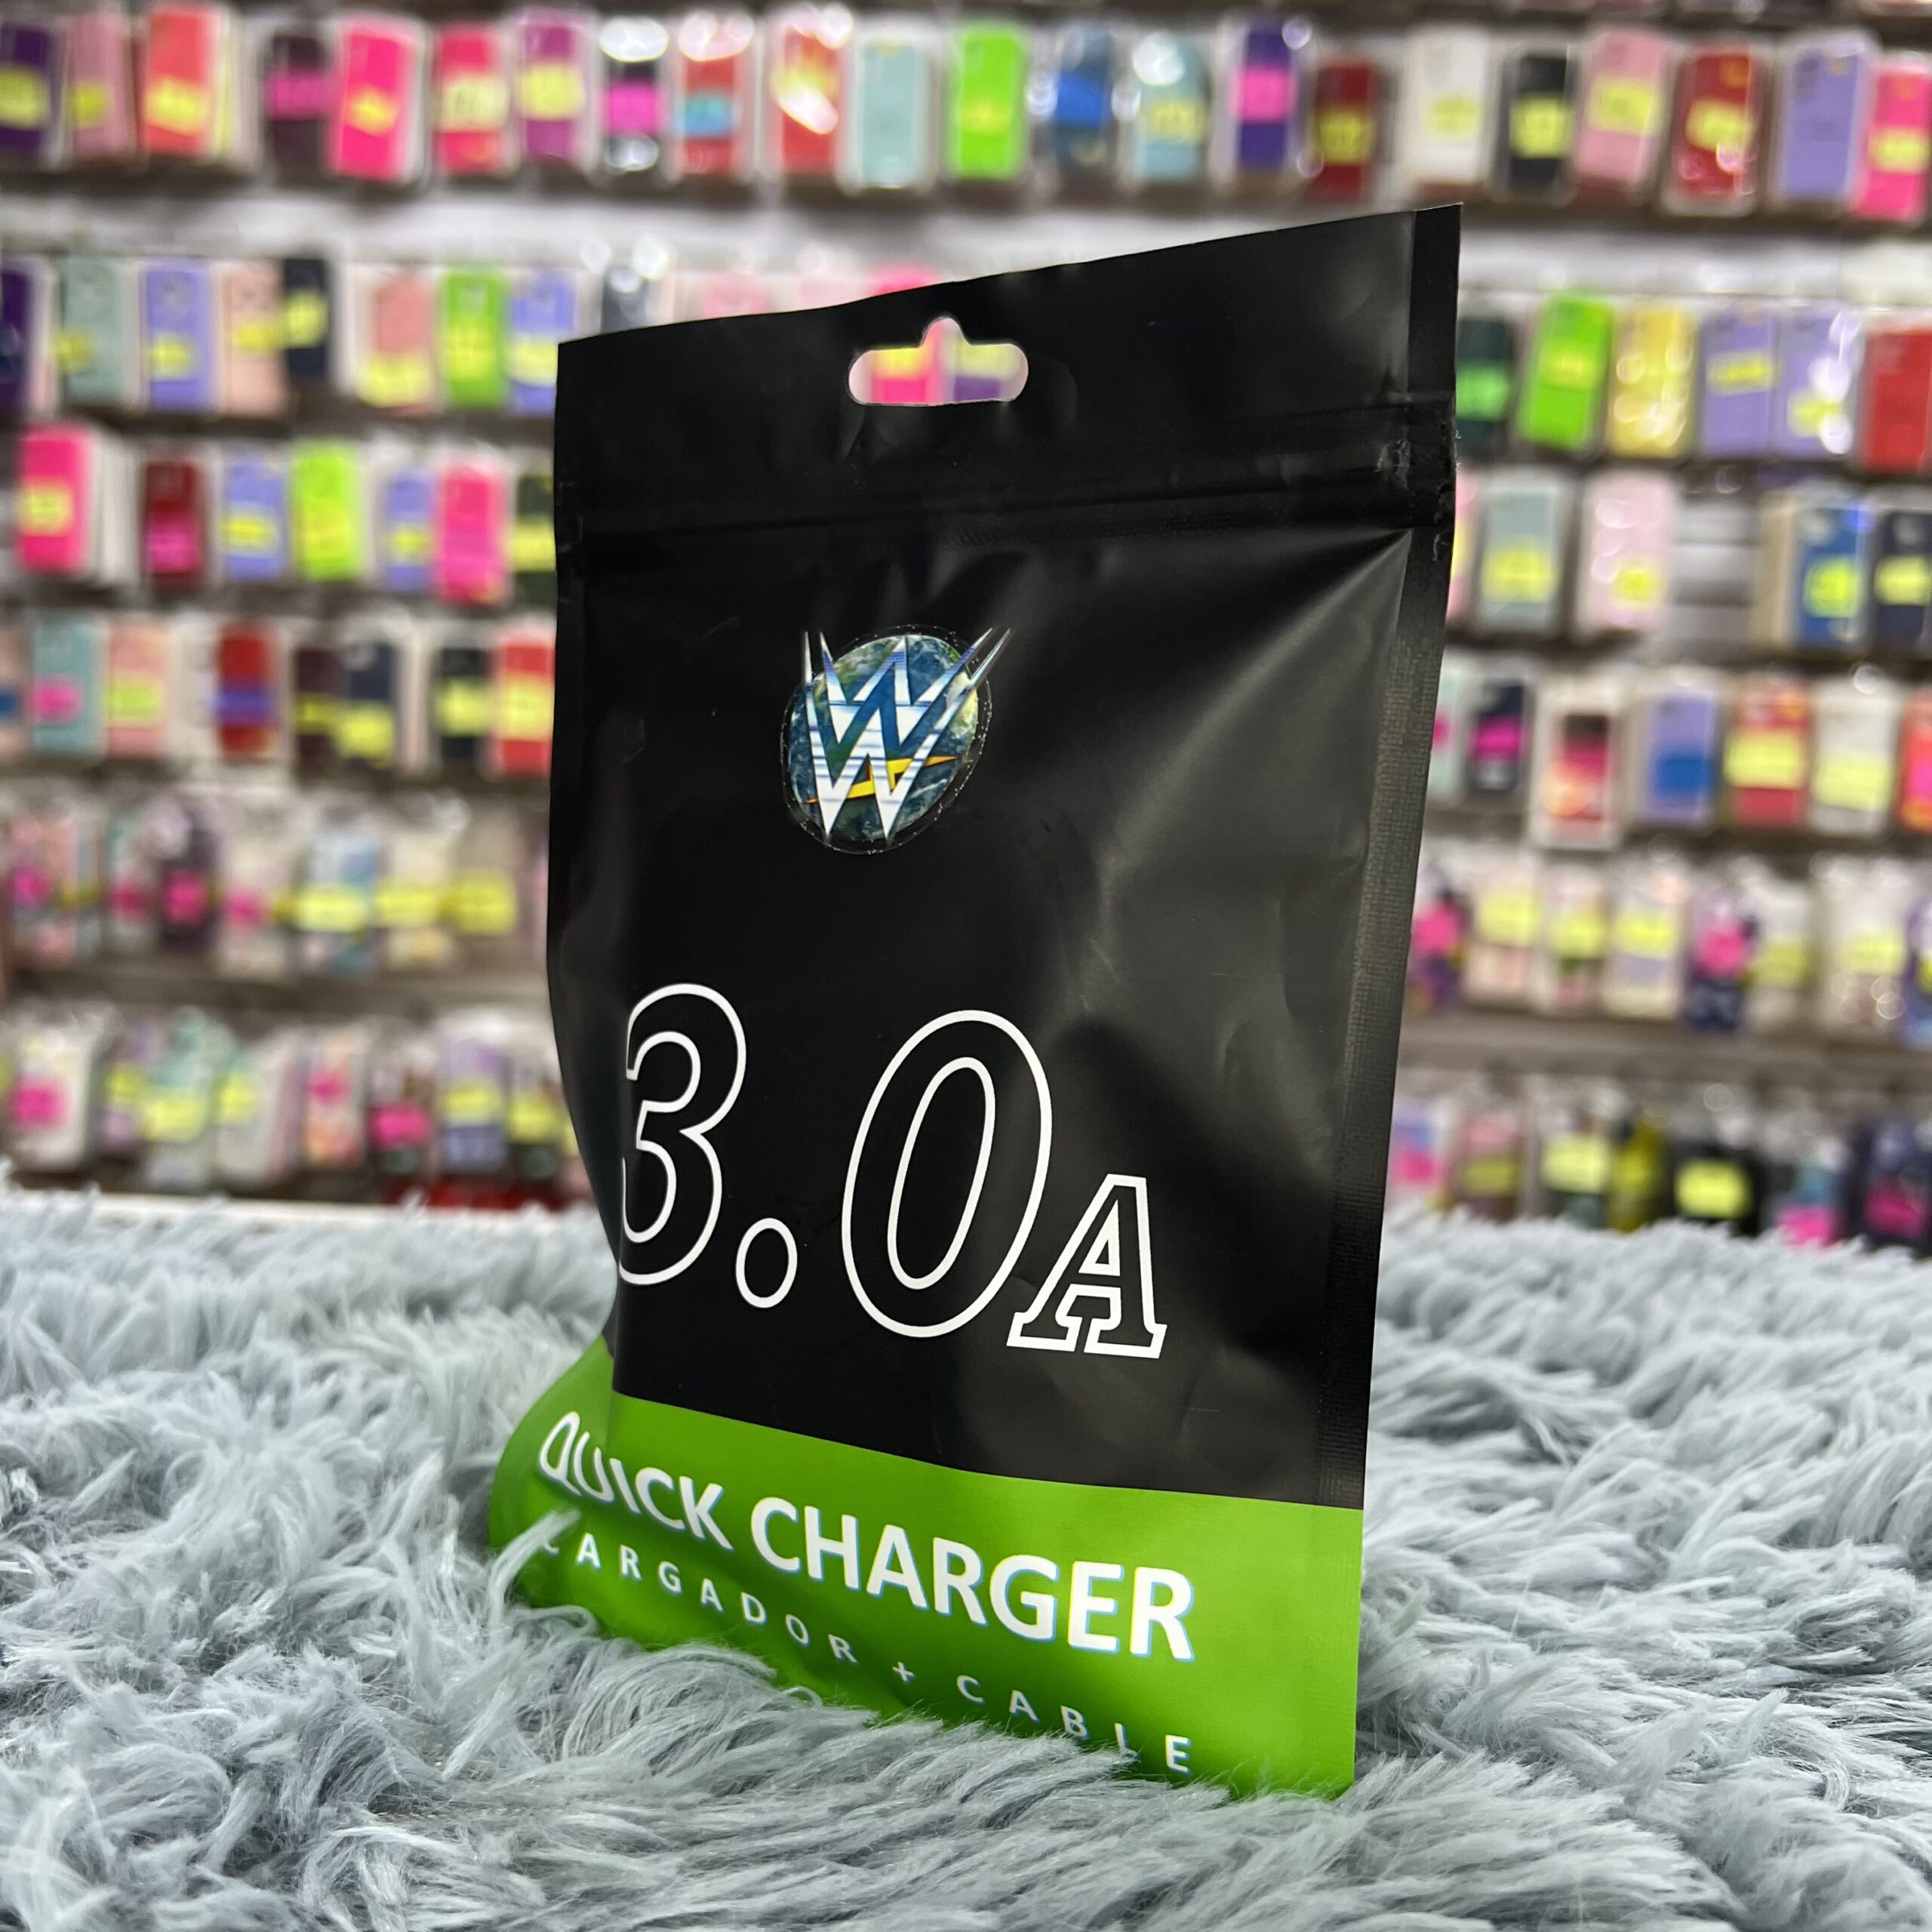 W
3.0A
QUICK CHARGER
CARGADOR + CABLE